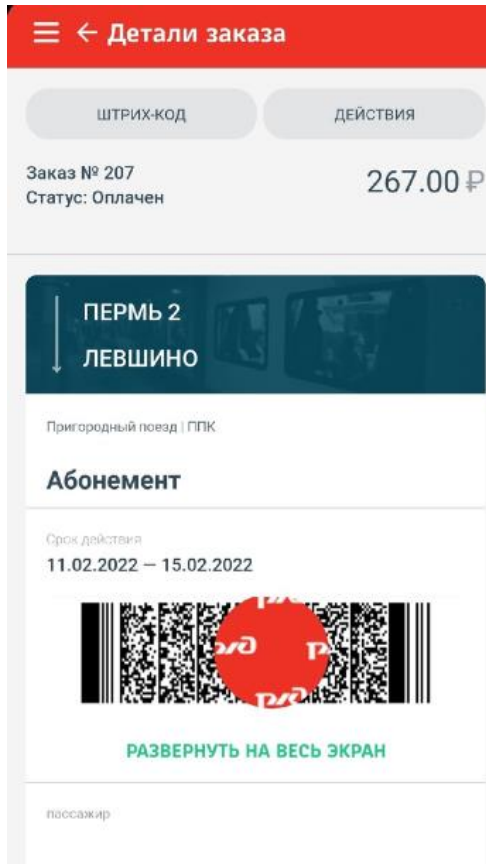 Детали заказа
ШТРИХ-КОД
ДЕЙСТВИЯ
Заказ № 207
Статус: Оплачен
267.00 ₽
ПЕРМЬ 2
ЛЕВШИНО
Пригородный поезд | ППК
Абонемент
Срок действия
11.02.2022 — 15.02.2022
РАЗВЕРНУТЬ НА ВЕСЬ ЭКРАН
пассажир